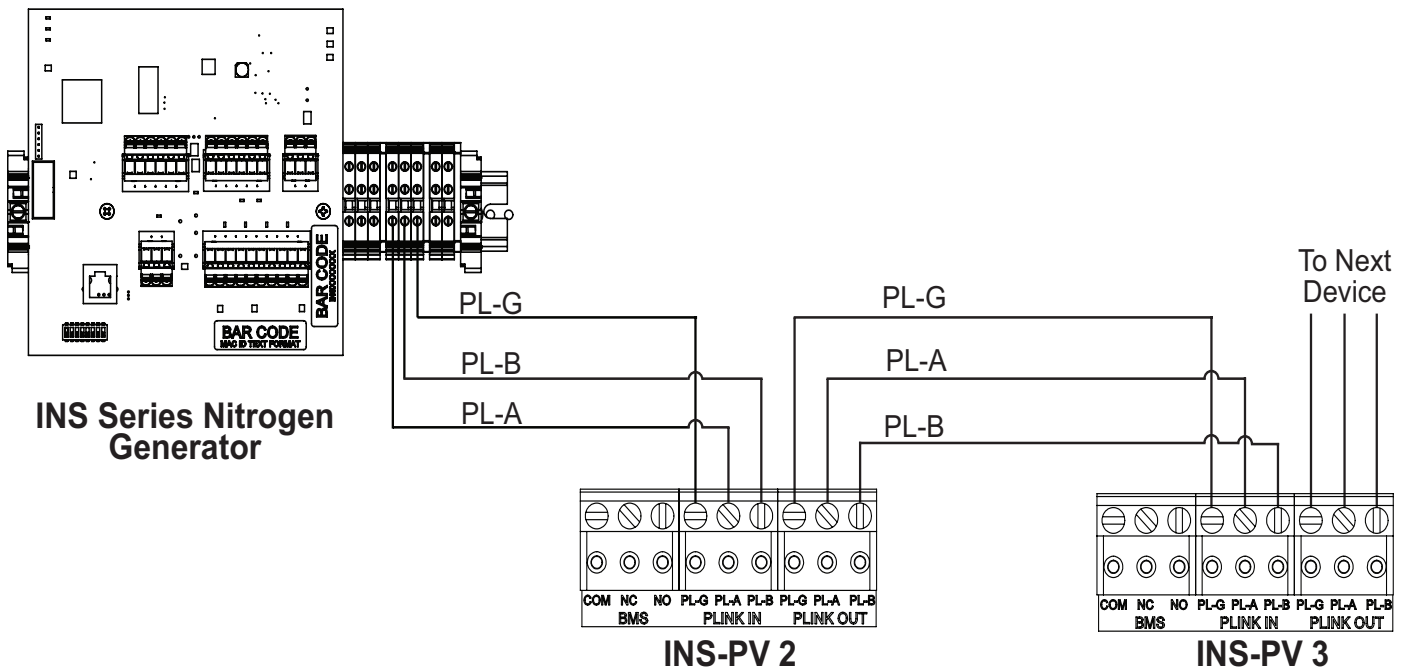 BAR CODE
INSXXXXXXX
BAR CODE
MAC ID TEXT FORMAT
INS Series Nitrogen
Generator
PL-G
PL-B
PL-A
PL-G
PL-A
PL-B
To Next
Device
COM NC NO PL-G PL-A PL-B PL-G PL-A PL-B
BMS PLINK IN PLINK OUT
INS-PV 2
COM NC NO PL-G PL-A PL-B PL-G PL-A PL-B
BMS PLINK IN PLINK OUT
INS-PV 3